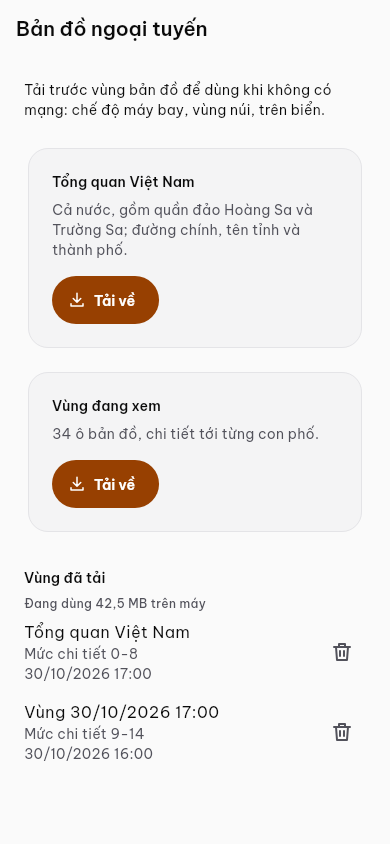 Bản đồ ngoại tuyến
Tải trước vùng bản đồ để dùng khi không có
mạng: chế độ máy bay, vùng núi, trên biển.
Tổng quan Việt Nam
Cả nước, gồm quần đảo Hoàng Sa và
Trường Sa; đường chính, tên tỉnh và
thành phố.
Tải về
Vùng đang xem
34 ô bản đồ, chi tiết tới từng con phố.
Tải về
Vùng đã tải
Đang dùng 42,5 MB trên máy
Tổng quan Việt Nam
Mức chi tiết 0-8
30/10/2026 17:00
Vùng 30/10/2026 17:00
Mức chi tiết 9-14
30/10/2026 16:00